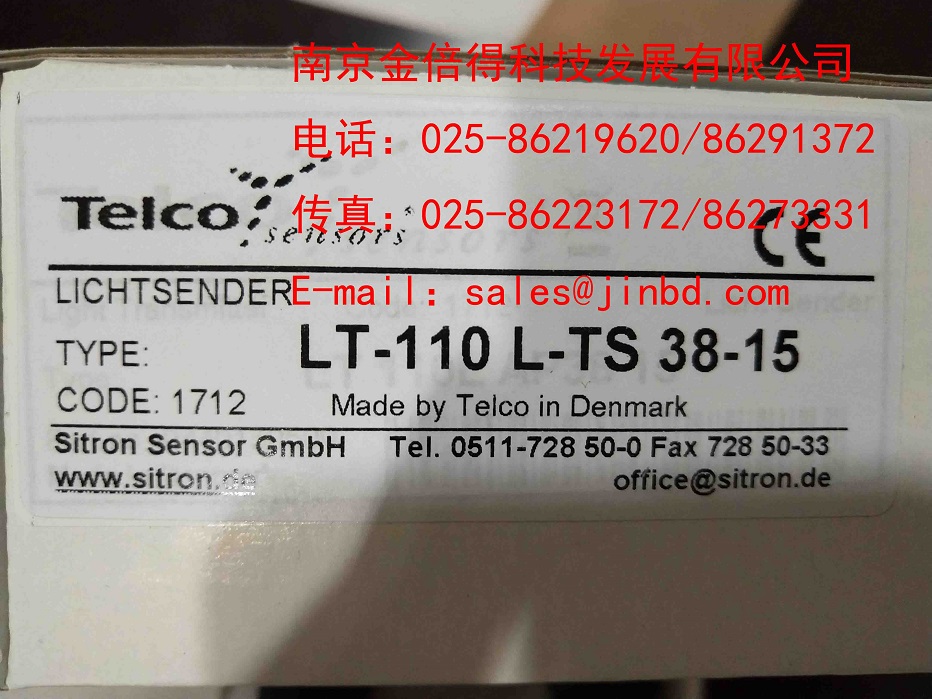 南京金倍得科技发展有限公司
电话：025-86219620/86291372
Telco
sensors
传真：025-86223172/86273331
CE
LICHTSENDER
E-mail：sales@jinbd.com
TYPE: LT-110 L-TS 38-15
CODE: 1712 Made by Telco in Denmark
Sitron Sensor GmbH Tel. 0511-728 50-0 Fax 728 50-33
www.sitron.de office@sitron.de